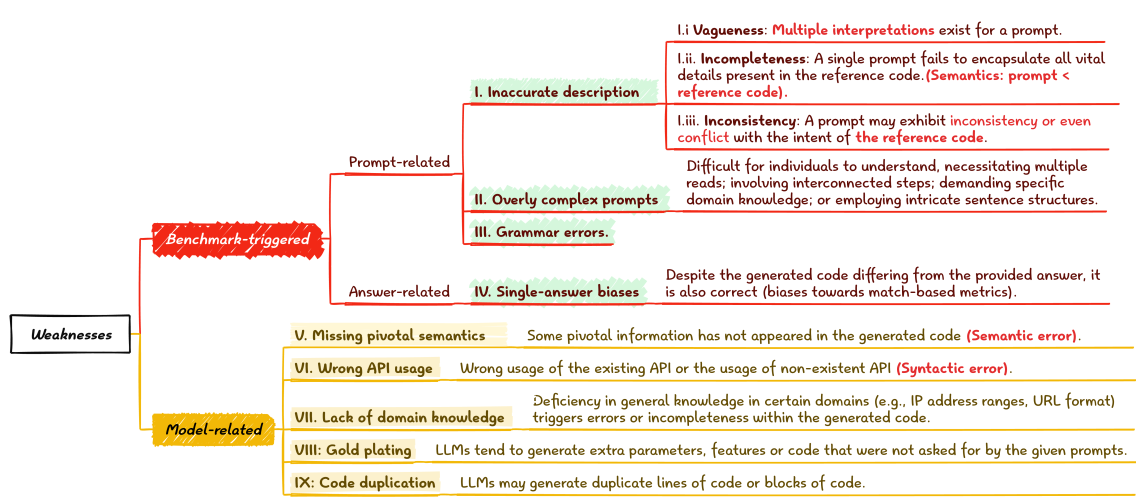 I.i Vagueness: Multiple interpretations exist for a prompt.
I.ii. Incompleteness: A single prompt fails to encapsulate all vital
details present in the reference code.(Semantics: prompt <
reference code).
I. Inaccurate description
I.iii. Inconsistency: A prompt may exhibit inconsistency or even
conflict with the intent of the reference code.
Prompt-related
Difficult for individuals to understand, necessitating multiple
reads; involving interconnected steps; demanding specific
domain knowledge; or employing intricate sentence structures.
II. Overly complex prompts
III. Grammar errors.
Benchmark-triggered
Answer-related
IV. Single-answer biases
Despite the generated code differing from the provided answer, it
is also correct (biases towards match-based metrics).
Weaknesses
V. Missing pivotal semantics
Some pivotal information has not appeared in the generated code (Semantic error).
VI. Wrong API usage
Wrong usage of the existing API or the usage of non-existent API (Syntactic error).
Model-related
VII. Lack of domain knowledge
Deficiency in general knowledge in certain domains (e.g., IP address ranges, URL format)
triggers errors or incompleteness within the generated code.
VIII: Gold plating
LLMs tend to generate extra parameters, features or code that were not asked for by the given prompts.
IX: Code duplication
LLMs may generate duplicate lines of code or blocks of code.